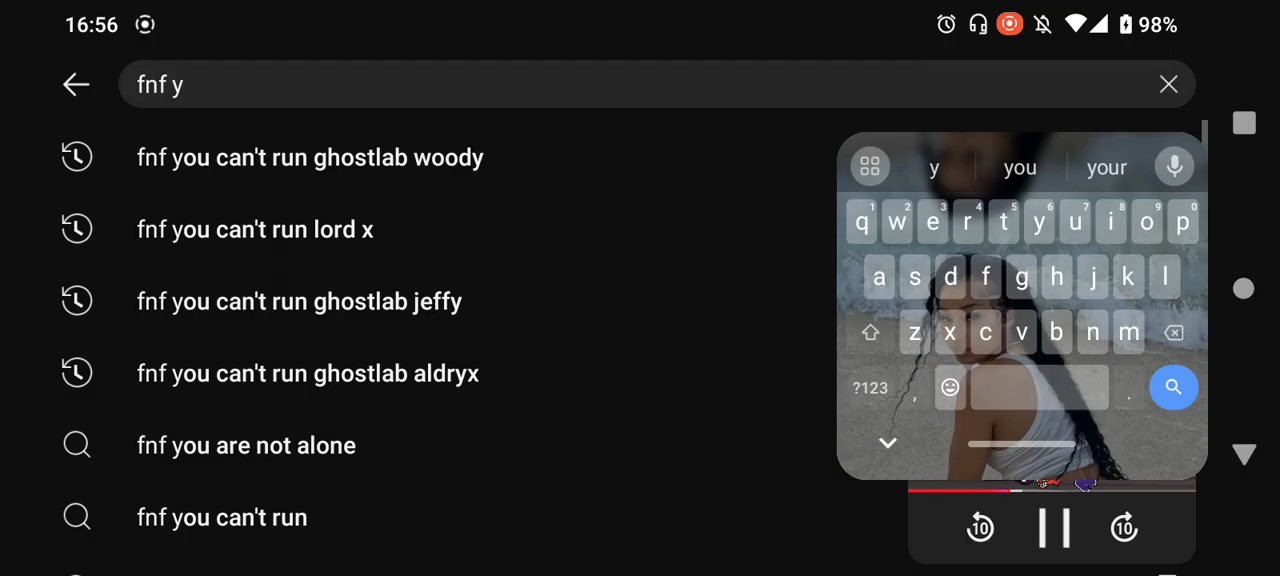 16:56 98%
fnf y
fnf you can't run ghostlab woody
fnf you can't run lord x
fnf you can't run ghostlab jeffy
fnf you can't run ghostlab aldryx
fnf you are not alone
fnf you can't run
y you your
1 2 3 4 5 6 7 8 9 0
q w e r t y u i o p
a s d f g h j k l
z x c v b n m
?123 , .
10 10